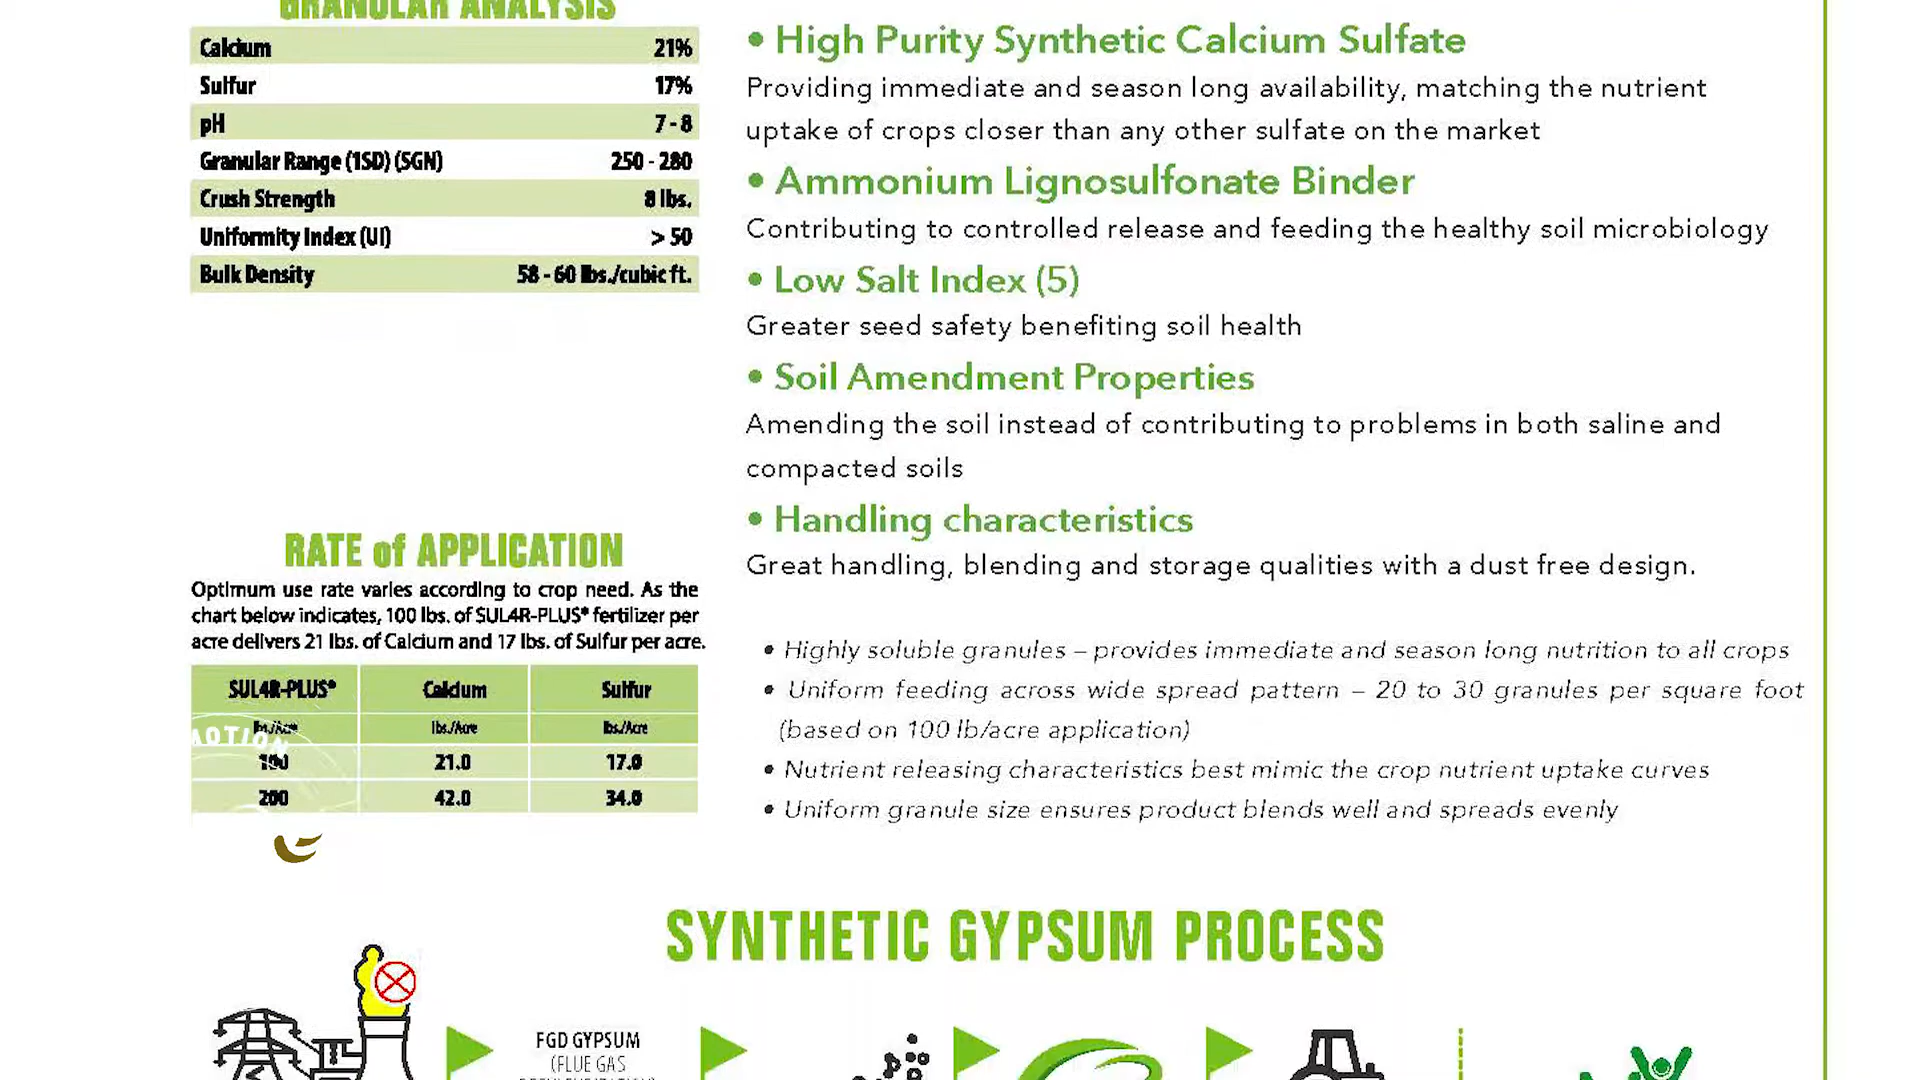 GRANULAR ANALYSIS
Calcium 21%
Sulfur 17%
pH 7 - 8
Granular Range (1SD) (SGN) 250 - 280
Crush Strength 8 lbs.
Uniformity Index (UI) > 50
Bulk Density 58 - 60 lbs./cubic ft.
RATE of APPLICATION
Optimum use rate varies according to crop need. As the
chart below indicates, 100 lbs. of SUL4R-PLUS® fertilizer per
acre delivers 21 lbs. of Calcium and 17 lbs. of Sulfur per acre.
SUL4R-PLUS® Calcium Sulfur
lbs./Acre lbs./Acre lbs./Acre
100 21.0 17.0
200 42.0 34.0
• High Purity Synthetic Calcium Sulfate
Providing immediate and season long availability, matching the nutrient
uptake of crops closer than any other sulfate on the market
• Ammonium Lignosulfonate Binder
Contributing to controlled release and feeding the healthy soil microbiology
• Low Salt Index (5)
Greater seed safety benefiting soil health
• Soil Amendment Properties
Amending the soil instead of contributing to problems in both saline and
compacted soils
• Handling characteristics
Great handling, blending and storage qualities with a dust free design.
• Highly soluble granules – provides immediate and season long nutrition to all crops
• Uniform feeding across wide spread pattern – 20 to 30 granules per square foot
(based on 100 lb/acre application)
• Nutrient releasing characteristics best mimic the crop nutrient uptake curves
• Uniform granule size ensures product blends well and spreads evenly
SYNTHETIC GYPSUM PROCESS
FGD GYPSUM
(FLUE GAS